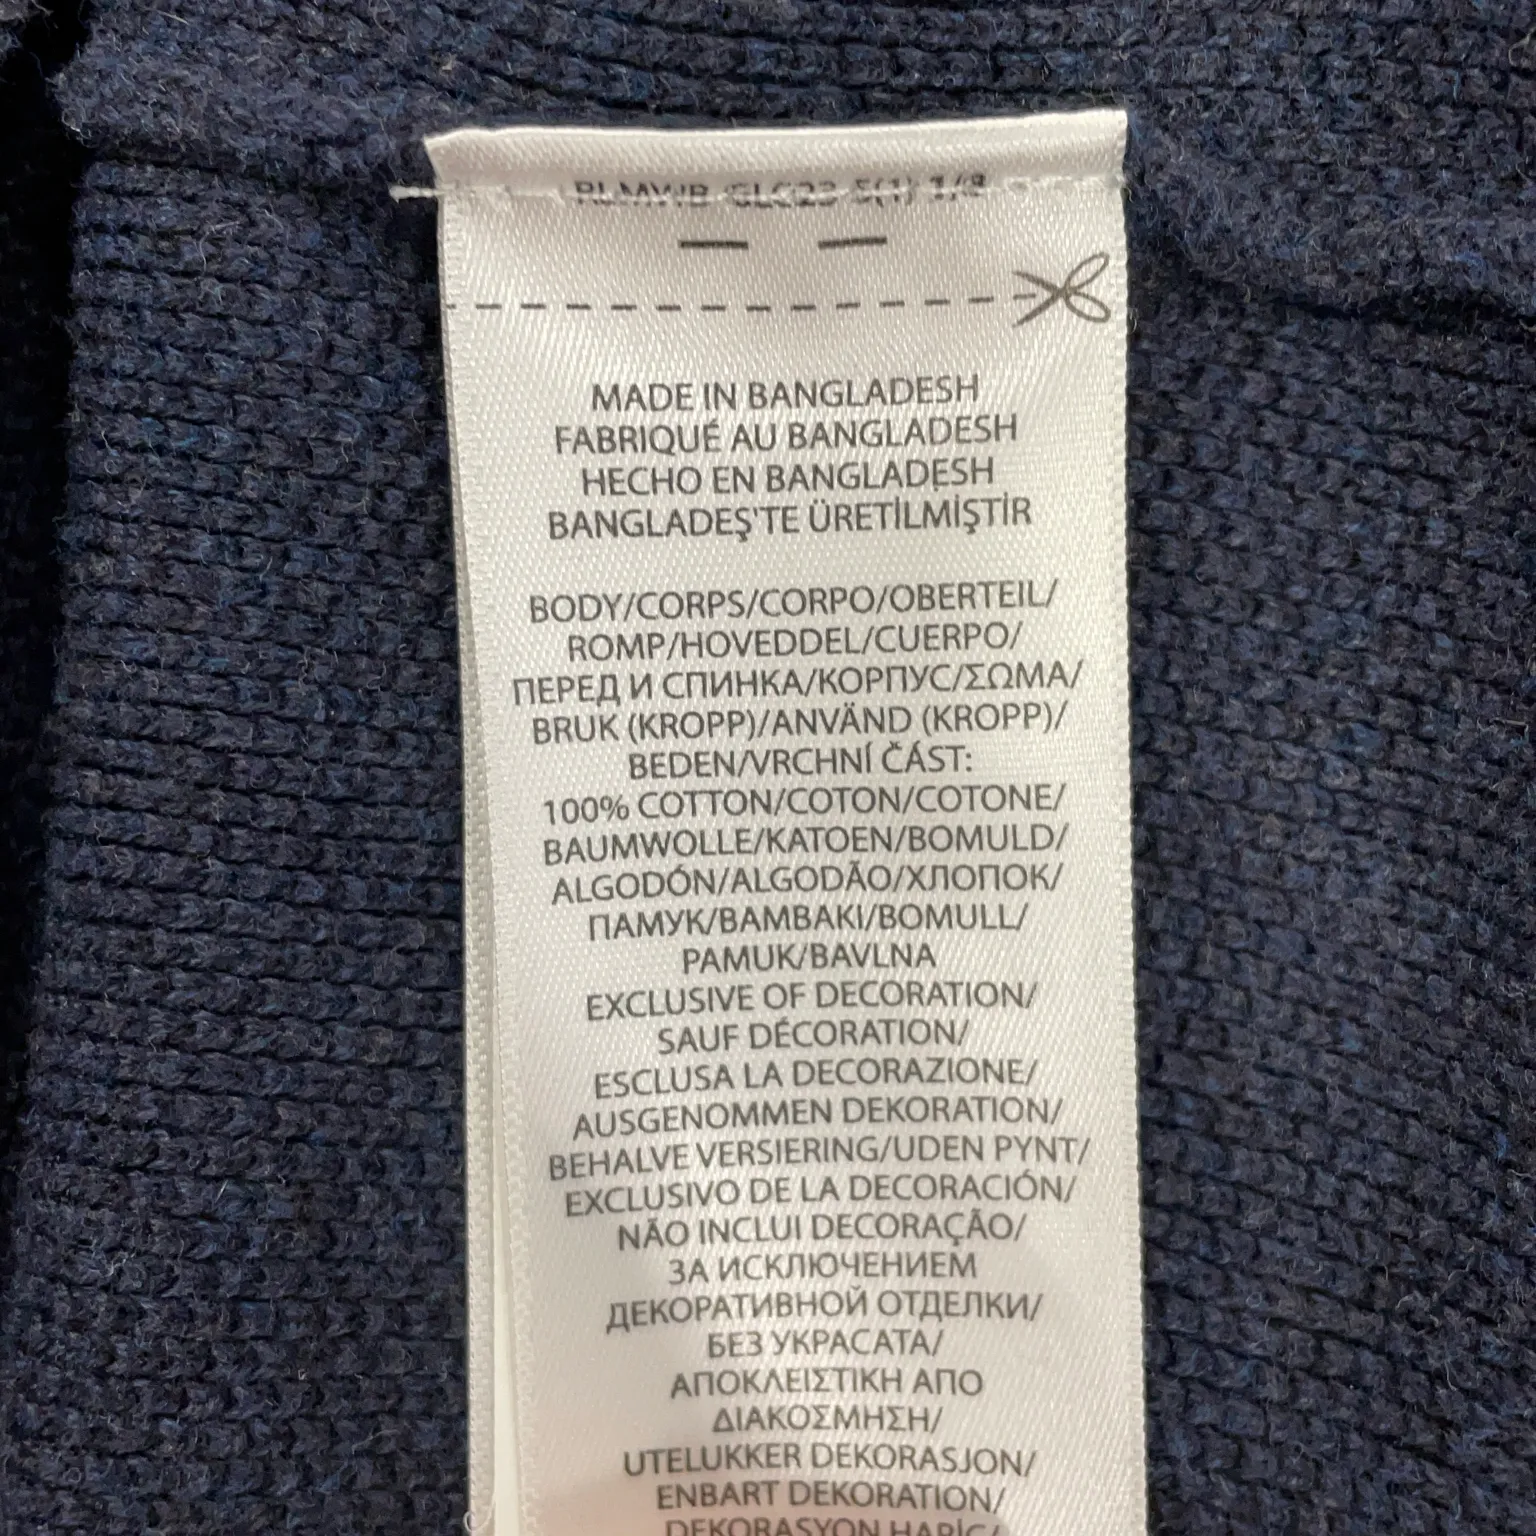 MADE IN BANGLADESH
FABRIQUÉ AU BANGLADESH
HECHO EN BANGLADESH
BANGLADEŞ'TE ÜRETİLMİŞTİR
BODY/CORPS/CORPO/OBERTEIL/
ROMP/HOVEDDEL/CUERPO/
ПЕРЕД И СПИНКА/КОРПУС/ΣΩΜΑ/
BRUK (KROPP)/ANVÄND (KROPP)/
BEDEN/VRCHNÍ ČÁST:
100% COTTON/COTON/COTONE/
BAUMWOLLE/KATOEN/BOMULD/
ALGODÓN/ALGODÃO/ХЛОПОК/
ПАМУК/ΒΑΜΒΑΚΙ/BOMULL/
PAMUK/BAVLNA
EXCLUSIVE OF DECORATION/
SAUF DÉCORATION/
ESCLUSA LA DECORAZIONE/
AUSGENOMMEN DEKORATION/
BEHALVE VERSIERING/UDEN PYNT/
EXCLUSIVO DE LA DECORACIÓN/
NÃO INCLUI DECORAÇÃO/
ЗА ИСКЛЮЧЕНИЕМ
ДЕКОРАТИВНОЙ ОТДЕЛКИ/
БЕЗ УКРАСАТА/
ΑΠΟΚΛΕΙΣΤΙΚΗ ΑΠΟ
ΔΙΑΚΟΣΜΗΣΗ/
UTELUKKER DEKORASJON/
ENBART DEKORATION/
DEKORASYON HARİÇ/